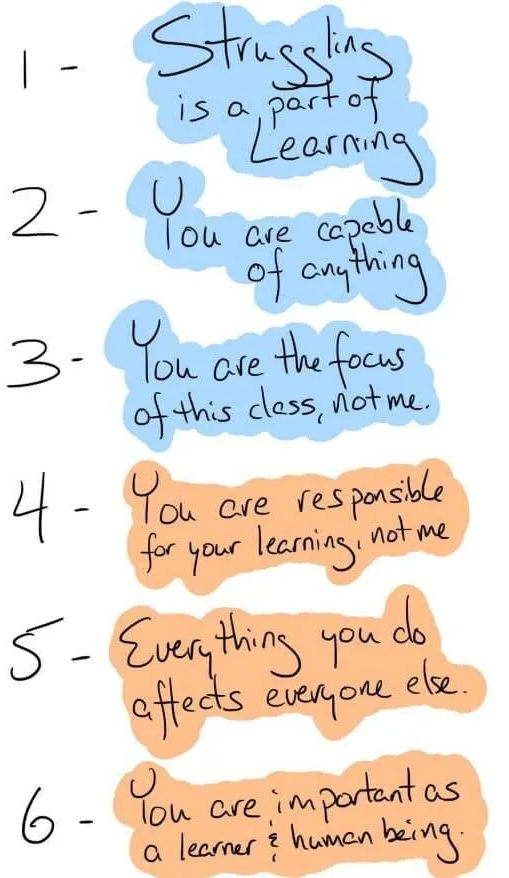 1 - Struggling
is a part of
Learning
2 - You are capable
of anything
3 - You are the focus
of this class, not me.
4 - You are responsible
for your learning, not me
5 - Everything you do
affects everyone else.
6 - You are important as
a learner & human being.